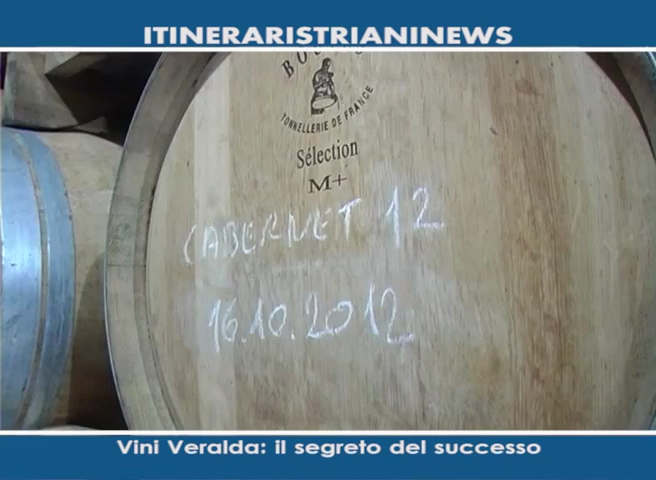 ITINERARISTRIANINEWS
TONNELLERIE DE FRANCE
Sélection
M+
CABERNET 12
16.10.2012
Vini Veralda: il segreto del successo